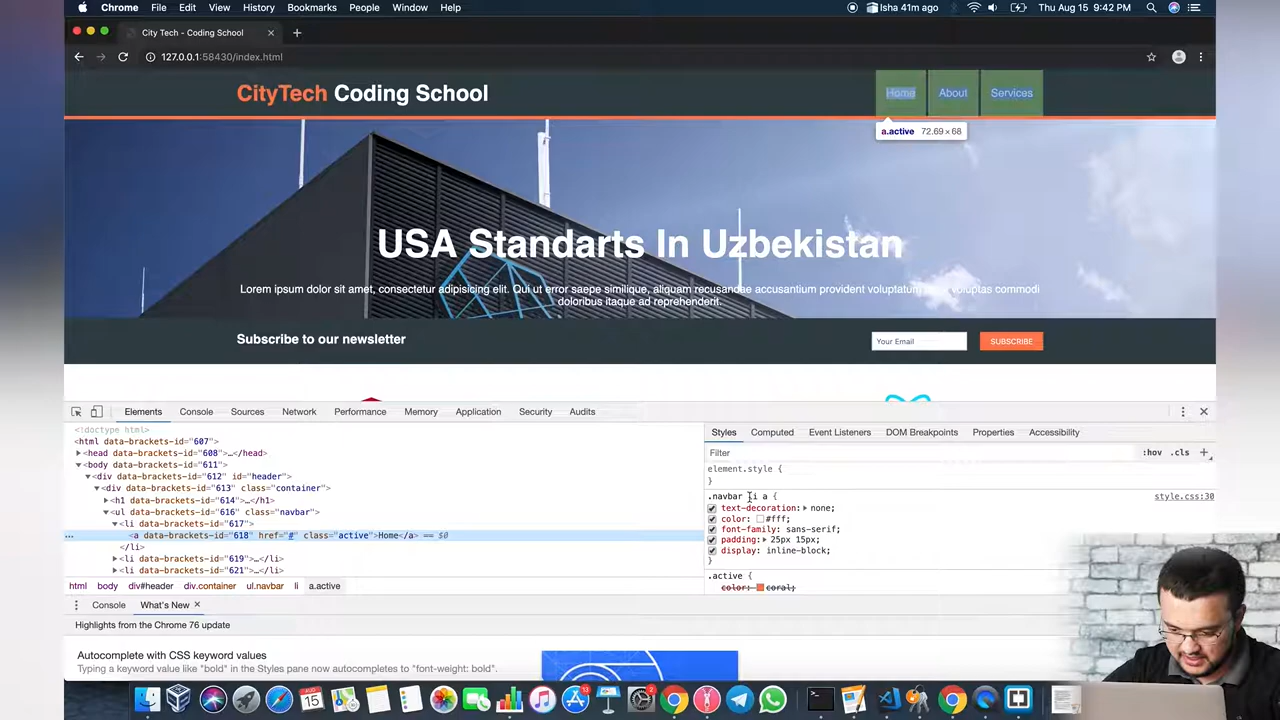 Chrome File Edit View History Bookmarks People Window Help Isha 41m ago Thu Aug 15 9:42 PM
City Tech - Coding School
127.0.0.1:58430/index.html
CityTech Coding School Home About Services
a.active 72.69 × 68
USA Standarts In Uzbekistan
Lorem ipsum dolor sit amet, consectetur adipisicing elit. Qui ut error saepe similique, aliquam recusandae accusantium provident voluptatum voluptas commodi
doloribus itaque ad reprehenderit.
Subscribe to our newsletter Your Email SUBSCRIBE
Elements Console Sources Network Performance Memory Application Security Audits
<!doctype html>
<html data-brackets-id="607">
<head data-brackets-id="608">…</head>
<body data-brackets-id="611">
<div data-brackets-id="612" id="header">
<div data-brackets-id="613" class="container">
<h1 data-brackets-id="614">…</h1>
<ul data-brackets-id="616" class="navbar">
<li data-brackets-id="617">
<a data-brackets-id="618" href="#" class="active">Home</a> == $0
</li>
<li data-brackets-id="619">…</li>
<li data-brackets-id="621">…</li>
html body div#header div.container ul.navbar li a.active
Styles Computed Event Listeners DOM Breakpoints Properties Accessibility
Filter :hov .cls +
element.style {
}
.navbar li a { style.css:30
text-decoration: none;
color: #fff;
font-family: sans-serif;
padding: 25px 15px;
display: inline-block;
}
.active {
color: coral;
Console What's New
Highlights from the Chrome 76 update
Autocomplete with CSS keyword values
Typing a keyword value like "bold" in the Styles pane now autocompletes to "font-weight: bold".